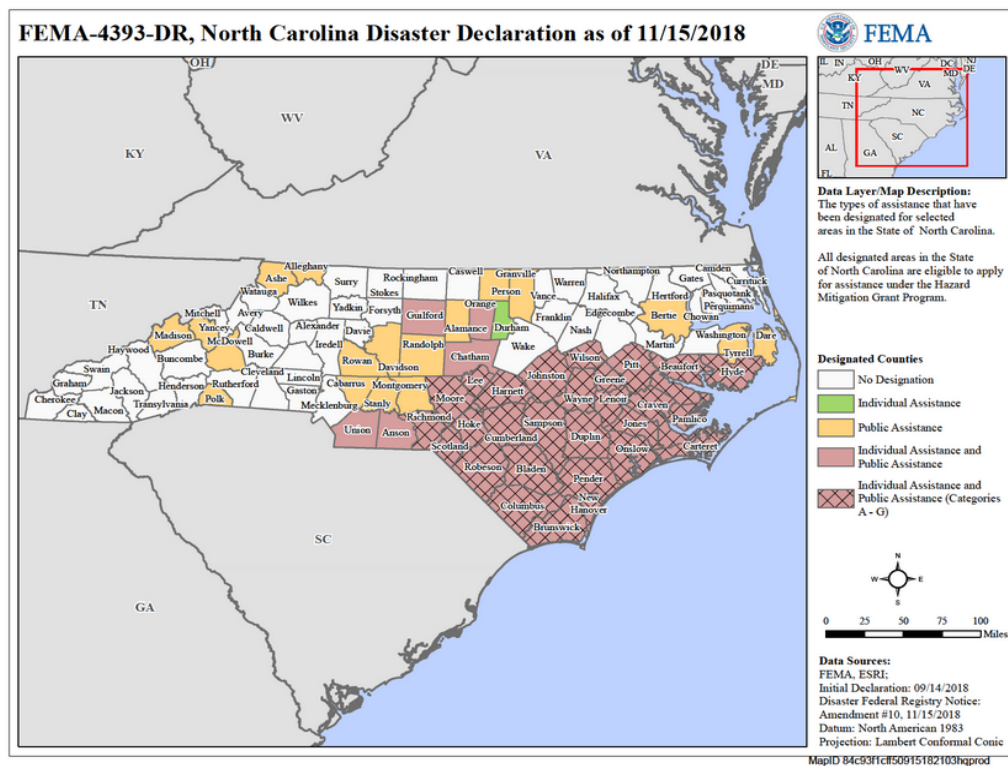 FEMA-4393-DR, North Carolina Disaster Declaration as of 11/15/2018
FEMA
OH
DE
MD
WV
KY
VA
TN
SC
GA
Alleghany
Ashe
Surry
Rockingham
Stokes
Caswell
Granville
Person
Warren
Northampton
Gates
Camden
Currituck
Watauga
Wilkes
Yadkin
Forsyth
Guilford
Orange
Vance
Halifax
Hertford
Pasquotank
Perquimans
Chowan
Mitchell
Avery
Caldwell
Alexander
Davie
Alamance
Durham
Franklin
Edgecombe
Nash
Bertie
Madison
Yancey
McDowell
Burke
Iredell
Rowan
Davidson
Randolph
Chatham
Wake
Martin
Washington
Dare
Tyrrell
Haywood
Buncombe
Swain
Graham
Cherokee
Clay
Jackson
Macon
Transylvania
Henderson
Rutherford
Polk
Cleveland
Lincoln
Gaston
Mecklenburg
Cabarrus
Stanly
Montgomery
Richmond
Moore
Lee
Harnett
Johnston
Wilson
Pitt
Beaufort
Hyde
Greene
Wayne
Lenoir
Craven
Pamlico
Union
Anson
Scotland
Hoke
Cumberland
Sampson
Duplin
Jones
Onslow
Carteret
Robeson
Bladen
Pender
New
Hanover
Columbus
Brunswick
IL
IN
OH
WV
DC
MD
NJ
DE
KY
VA
TN
NC
SC
AL
GA
FL
Data Layer/Map Description:
The types of assistance that have
been designated for selected
areas in the State of North Carolina.
All designated areas in the State
of North Carolina are eligible to apply
for assistance under the Hazard
Mitigation Grant Program.
Designated Counties
No Designation
Individual Assistance
Public Assistance
Individual Assistance and
Public Assistance
Individual Assistance and
Public Assistance (Categories
A - G)
N
W
E
S
0 25 50 75 100
Miles
Data Sources:
FEMA, ESRI;
Initial Declaration: 09/14/2018
Disaster Federal Registry Notice:
Amendment #10, 11/15/2018
Datum: North American 1983
Projection: Lambert Conformal Conic
MapID 84c93f1cff50915182103hqprod